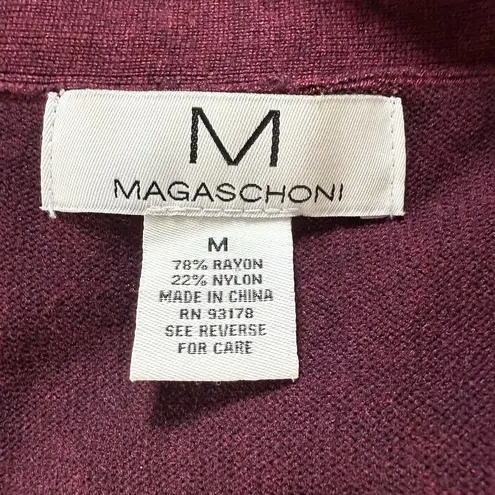 M
MAGASCHONI
M
78% RAYON
22% NYLON
MADE IN CHINA
RN 93178
SEE REVERSE
FOR CARE